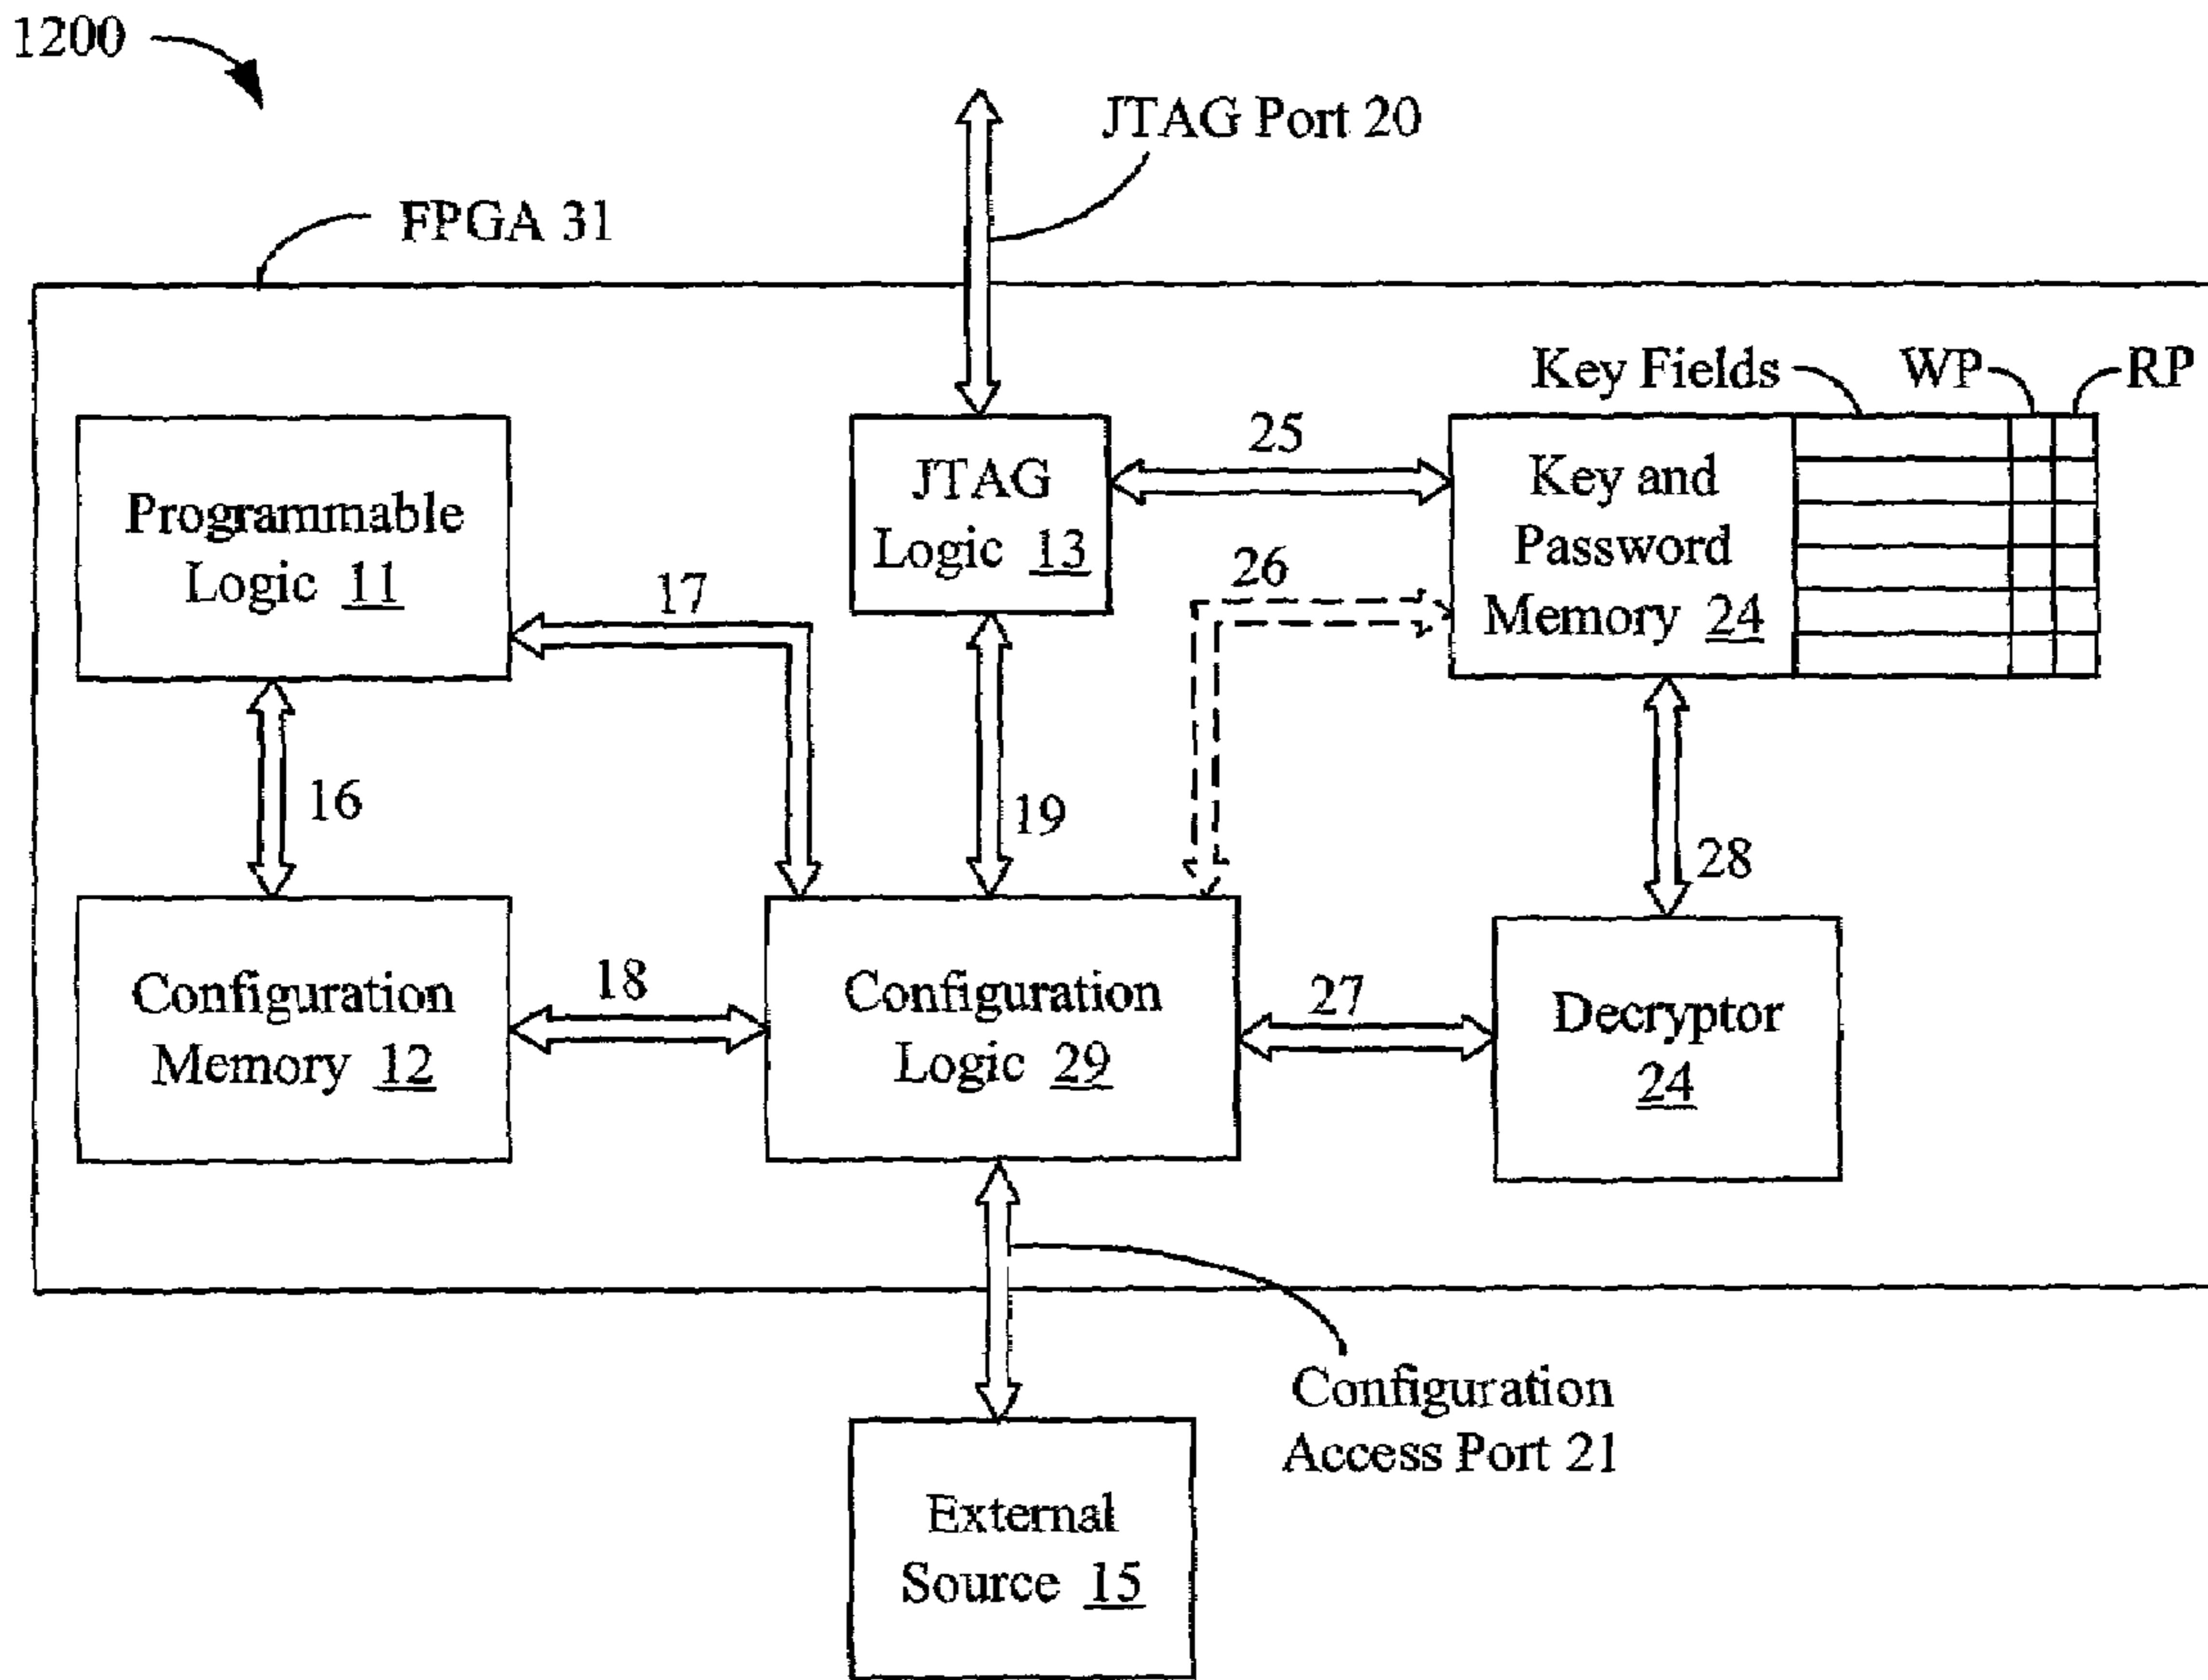 1200
JTAG Port 20
FPGA 31
Key Fields WP RP
Programmable
Logic 11
JTAG
Logic 13
25
Key and
Password
Memory 24
17
26
16
19
28
Configuration
Memory 12
18
Configuration
Logic 29
27
Decryptor
24
Configuration
Access Port 21
External
Source 15